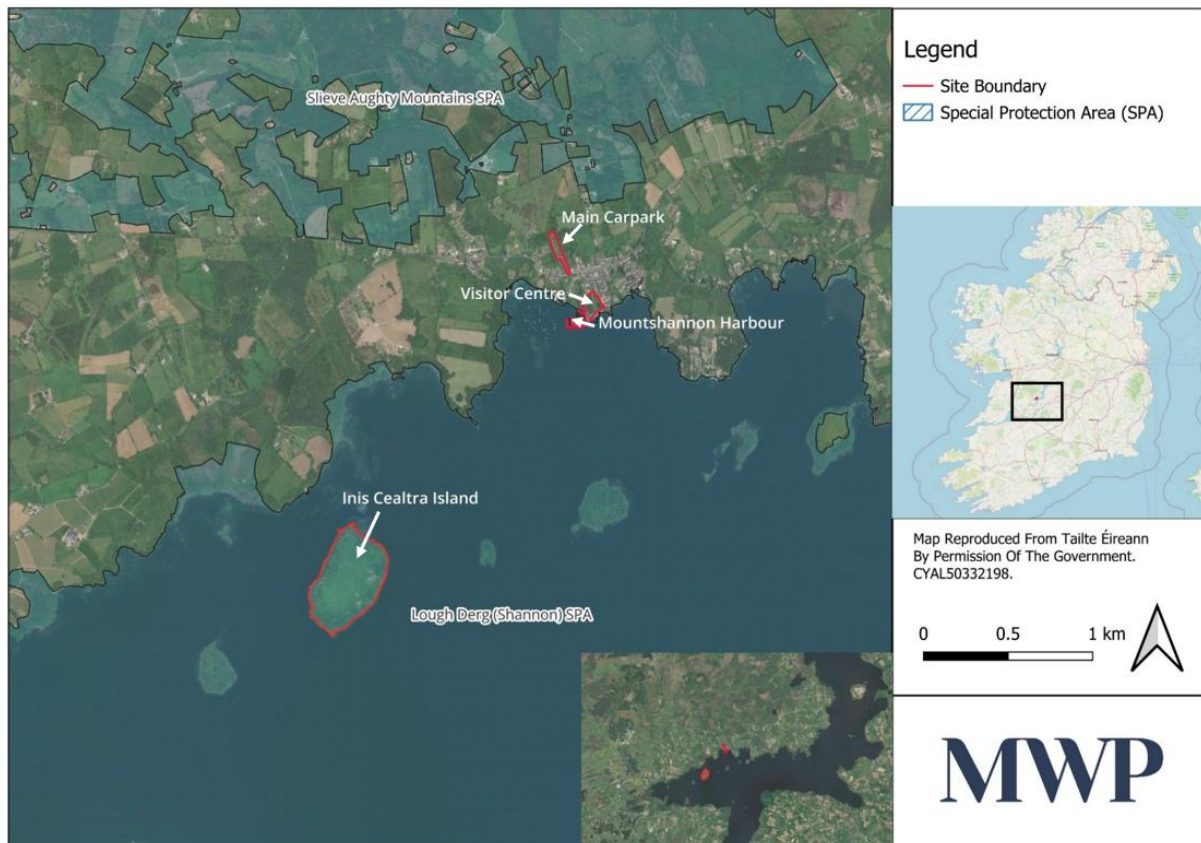 Slieve Aughty Mountains SPA
Main Carpark
Visitor Centre
Mountshannon Harbour
Inis Cealtra Island
Lough Derg (Shannon) SPA
Legend
Site Boundary
Special Protection Area (SPA)
Map Reproduced From Tailte Éireann
By Permission Of The Government.
CYAL50332198.
0 0.5 1 km
MWP